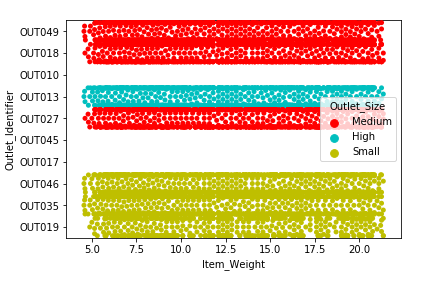 OUT049
OUT018
OUT010
OUT013
OUT027
OUT045
OUT017
OUT046
OUT035
OUT019
Outlet_Identifier
Outlet_Size
Medium
High
Small
5.0 7.5 10.0 12.5 15.0 17.5 20.0
Item_Weight